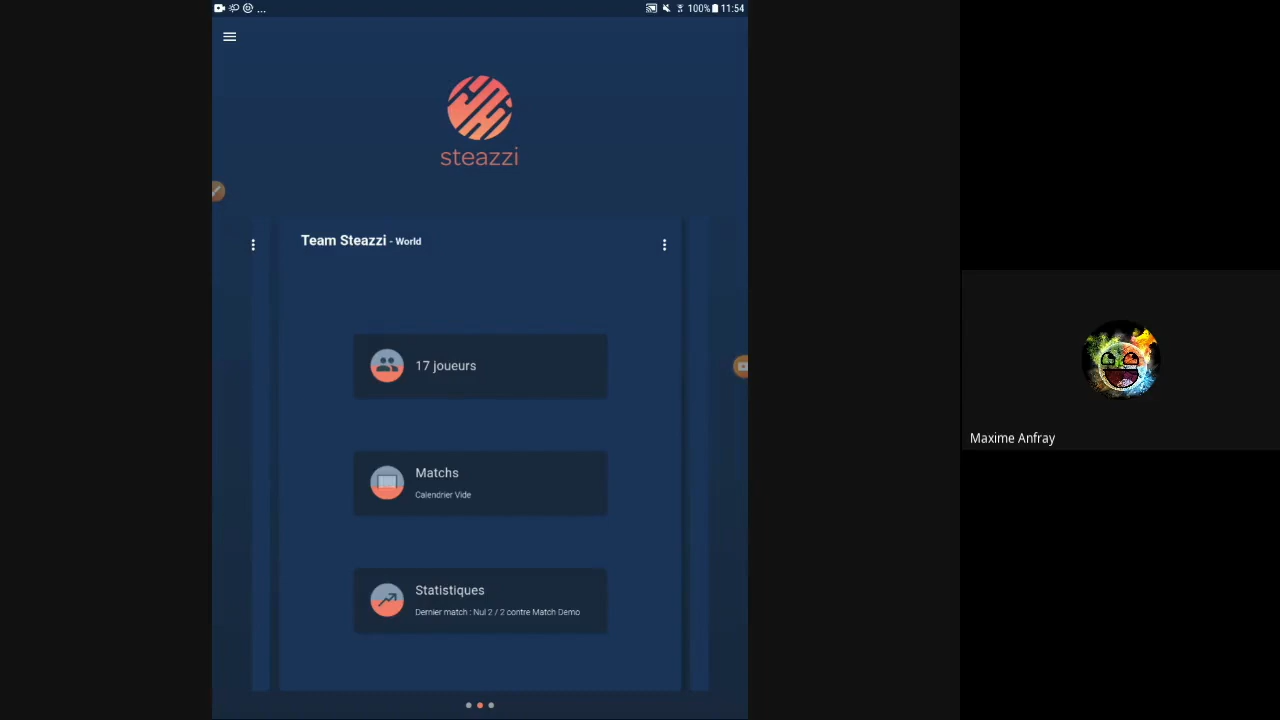 ... 100% 11:54
steazzi
Team Steazzi - World
17 joueurs
Matchs
Calendrier Vide
Statistiques
Dernier match : Nul 2 / 2 contre Match Demo
Maxime Anfray